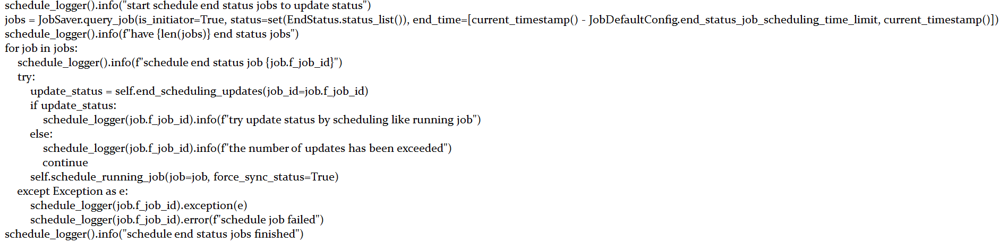 schedule_logger().info("start schedule end status jobs to update status")
jobs = JobSaver.query_job(is_initiator=True, status=set(EndStatus.status_list()), end_time=[current_timestamp() - JobDefaultConfig.end_status_job_scheduling_time_limit, current_timestamp()])
schedule_logger().info(f"have {len(jobs)} end status jobs")
for job in jobs:
    schedule_logger().info(f"schedule end status job {job.f_job_id}")
    try:
        update_status = self.end_scheduling_updates(job_id=job.f_job_id)
        if update_status:
            schedule_logger(job.f_job_id).info(f"try update status by scheduling like running job")
        else:
            schedule_logger(job.f_job_id).info(f"the number of updates has been exceeded")
            continue
        self.schedule_running_job(job=job, force_sync_status=True)
    except Exception as e:
        schedule_logger(job.f_job_id).exception(e)
        schedule_logger(job.f_job_id).error(f"schedule job failed")
schedule_logger().info("schedule end status jobs finished")